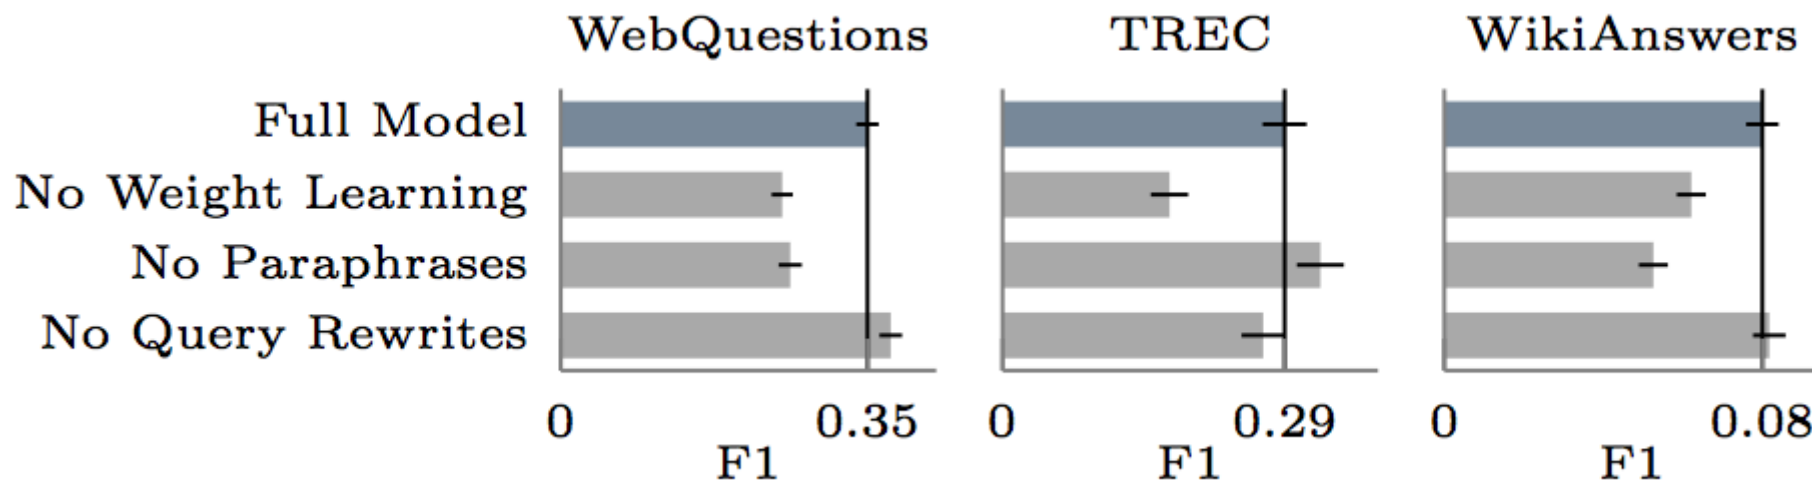 WebQuestions TREC WikiAnswers
Full Model
No Weight Learning
No Paraphrases
No Query Rewrites
0 0.35 0 0.29 0 0.08
F1 F1 F1